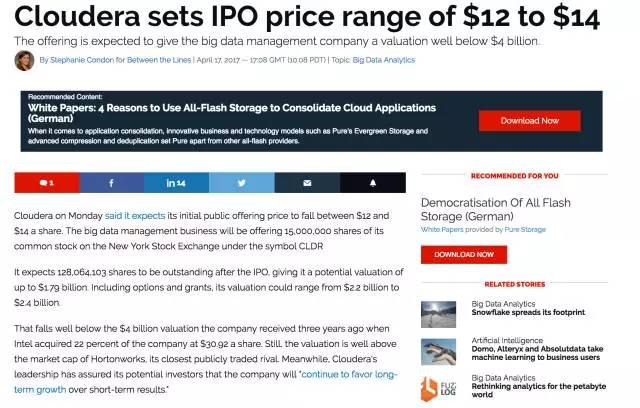 Cloudera sets IPO price range of $12 to $14
The offering is expected to give the big data management company a valuation well below $4 billion.
By Stephanie Condon for Between the Lines | April 17, 2017 -- 17:08 GMT (10:08 PDT) | Topic: Big Data Analytics
Recommended Content:
White Papers: 4 Reasons to Use All-Flash Storage to Consolidate Cloud Applications
(German)
When it comes to application consolidation, innovative business and technology models such as Pure's Evergreen Storage and
advanced compression and deduplication set Pure apart from other all-flash providers.
Download Now
1
f
in 14
Cloudera on Monday said it expects its initial public offering price to fall between $12 and
$14 a share. The big data management business will be offering 15,000,000 shares of its
common stock on the New York Stock Exchange under the symbol CLDR
It expects 128,064,103 shares to be outstanding after the IPO, giving it a potential valuation of
up to $1.79 billion. Including options and grants, its valuation could range from $2.2 billion to
$2.4 billion.
That falls well below the $4 billion valuation the company received three years ago when
Intel acquired 22 percent of the company at $30.92 a share. Still, the valuation is well above
the market cap of Hortonworks, its closest publicly traded rival. Meanwhile, Cloudera's
leadership has assured its potential investors that the company will "continue to favor long-
term growth over short-term results."
RECOMMENDED FOR YOU
Democratisation Of All Flash
Storage (German)
White Papers provided by Pure Storage
DOWNLOAD NOW
RELATED STORIES
Big Data Analytics
Snowflake spreads its footprint
Artificial Intelligence
Domo, Alteryx and Absolutdata take
machine learning to business users
FUZ
LOG
Big Data Analytics
Rethinking analytics for the petabyte
world